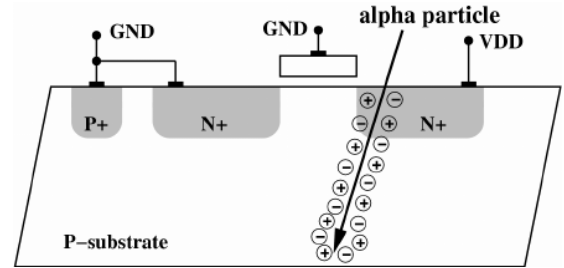 alpha particle
GND
GND
VDD
P+
N+
N+
P−substrate